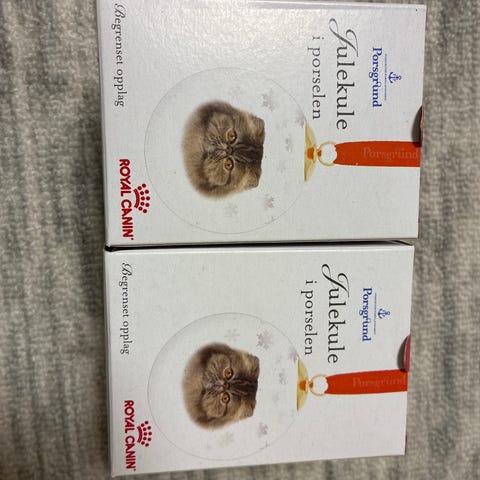 Porsgrund
Julekule
i porselen
Porsgrund
ROYAL CANIN
Begrenset opplag
Porsgrund
Julekule
i porselen
Porsgrund
ROYAL CANIN
Begrenset opplag